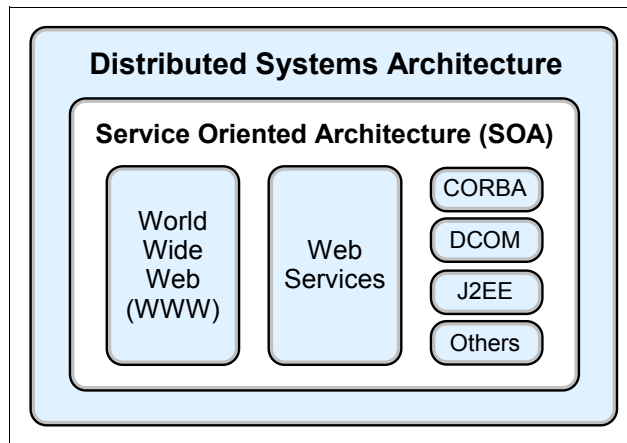 Distributed Systems Architecture
Service Oriented Architecture (SOA)
World
Wide
Web
(WWW)
Web
Services
CORBA
DCOM
J2EE
Others